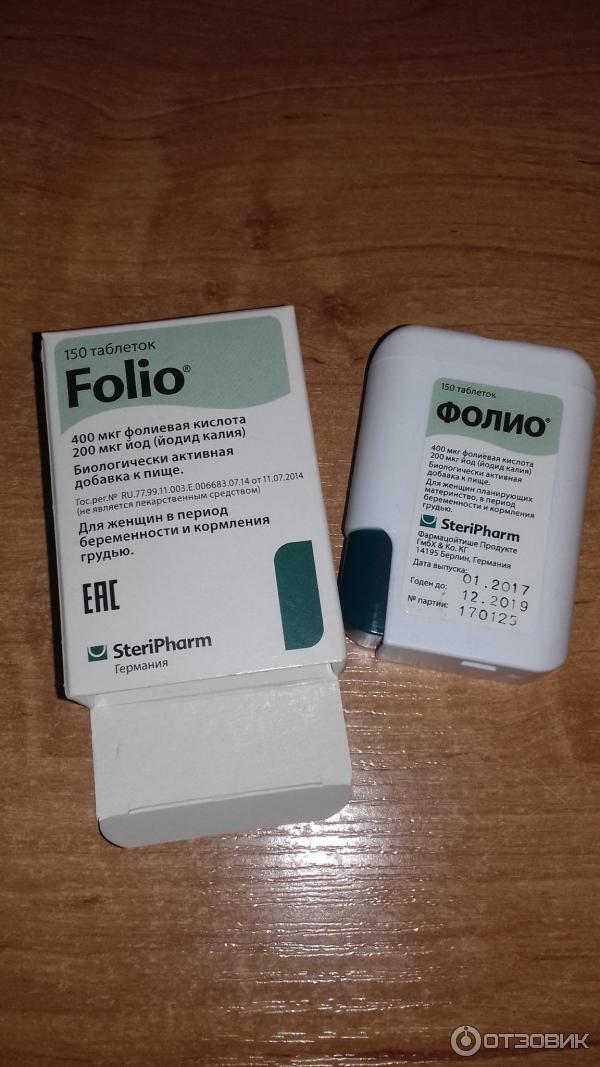 150 таблеток
Folio®
400 мкг фолиевая кислота
200 мкг йод (йодид калия)
Биологически активная
добавка к пище.
Гос.рег.№ RU.77.99.11.003.Е.006683.07.14 от 11.07.2014
(не является лекарственным средством)
Для женщин в период
беременности и кормления
грудью.
EAC
SteriPharm
Германия
150 таблеток
ФОЛИО®
400 мкг фолиевая кислота
200 мкг йод (йодид калия)
Биологически активная
добавка к пище.
Для женщин планирующих
материнство, в период
беременности и кормления
грудью.
SteriPharm
Фармацойтише Продукте
ГмбХ & Ко. КГ
14195 Берлин, Германия
Дата выпуска: 01.2017
Годен до: 12.2019
№ партии: 170125
ОТЗОВИК